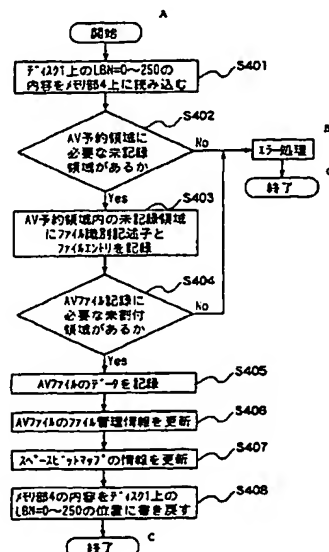 A
開始
ディスク1上のLBN=0～250の
内容をメモリ部4上に読み込む
S401
S402
AV予約領域に
必要な未記録
領域があるか
No
B
エラー処理
C
終了
Yes
S403
AV予約領域内の未記録領域
にファイル識別記述子と
ファイルエントリを記録
S404
AVファイル記録に
必要な未割付
領域があるか
No
Yes
S405
AVファイルのデータを記録
S406
AVファイルのファイル管理情報を更新
S407
スペースビットマップの情報を更新
S408
メモリ部4の内容をディスク1上の
LBN=0～250の位置に書き戻す
C
終了